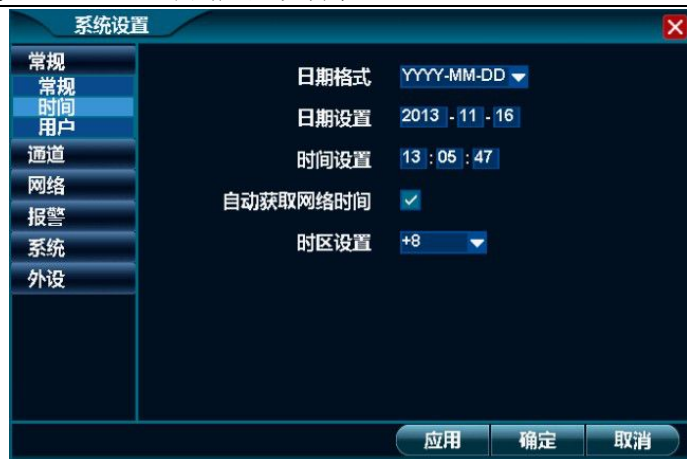 系统设置
常规
常规
时间
用户
通道
网络
报警
系统
外设
日期格式 YYYY-MM-DD
日期设置 2013 - 11 - 16
时间设置 13 : 05 : 47
自动获取网络时间
时区设置 +8
应用 确定 取消